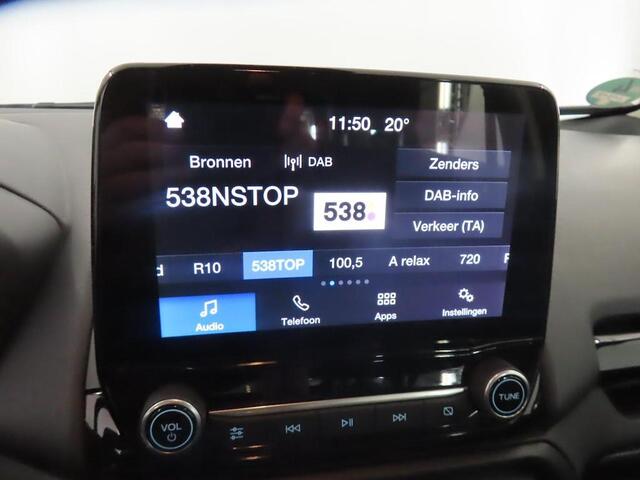 11:50 20°
Bronnen DAB Zenders
538NSTOP 538 DAB-info
Verkeer (TA)
d R10 538TOP 100,5 A relax 720
Audio Telefoon Apps Instellingen
VOL TUNE